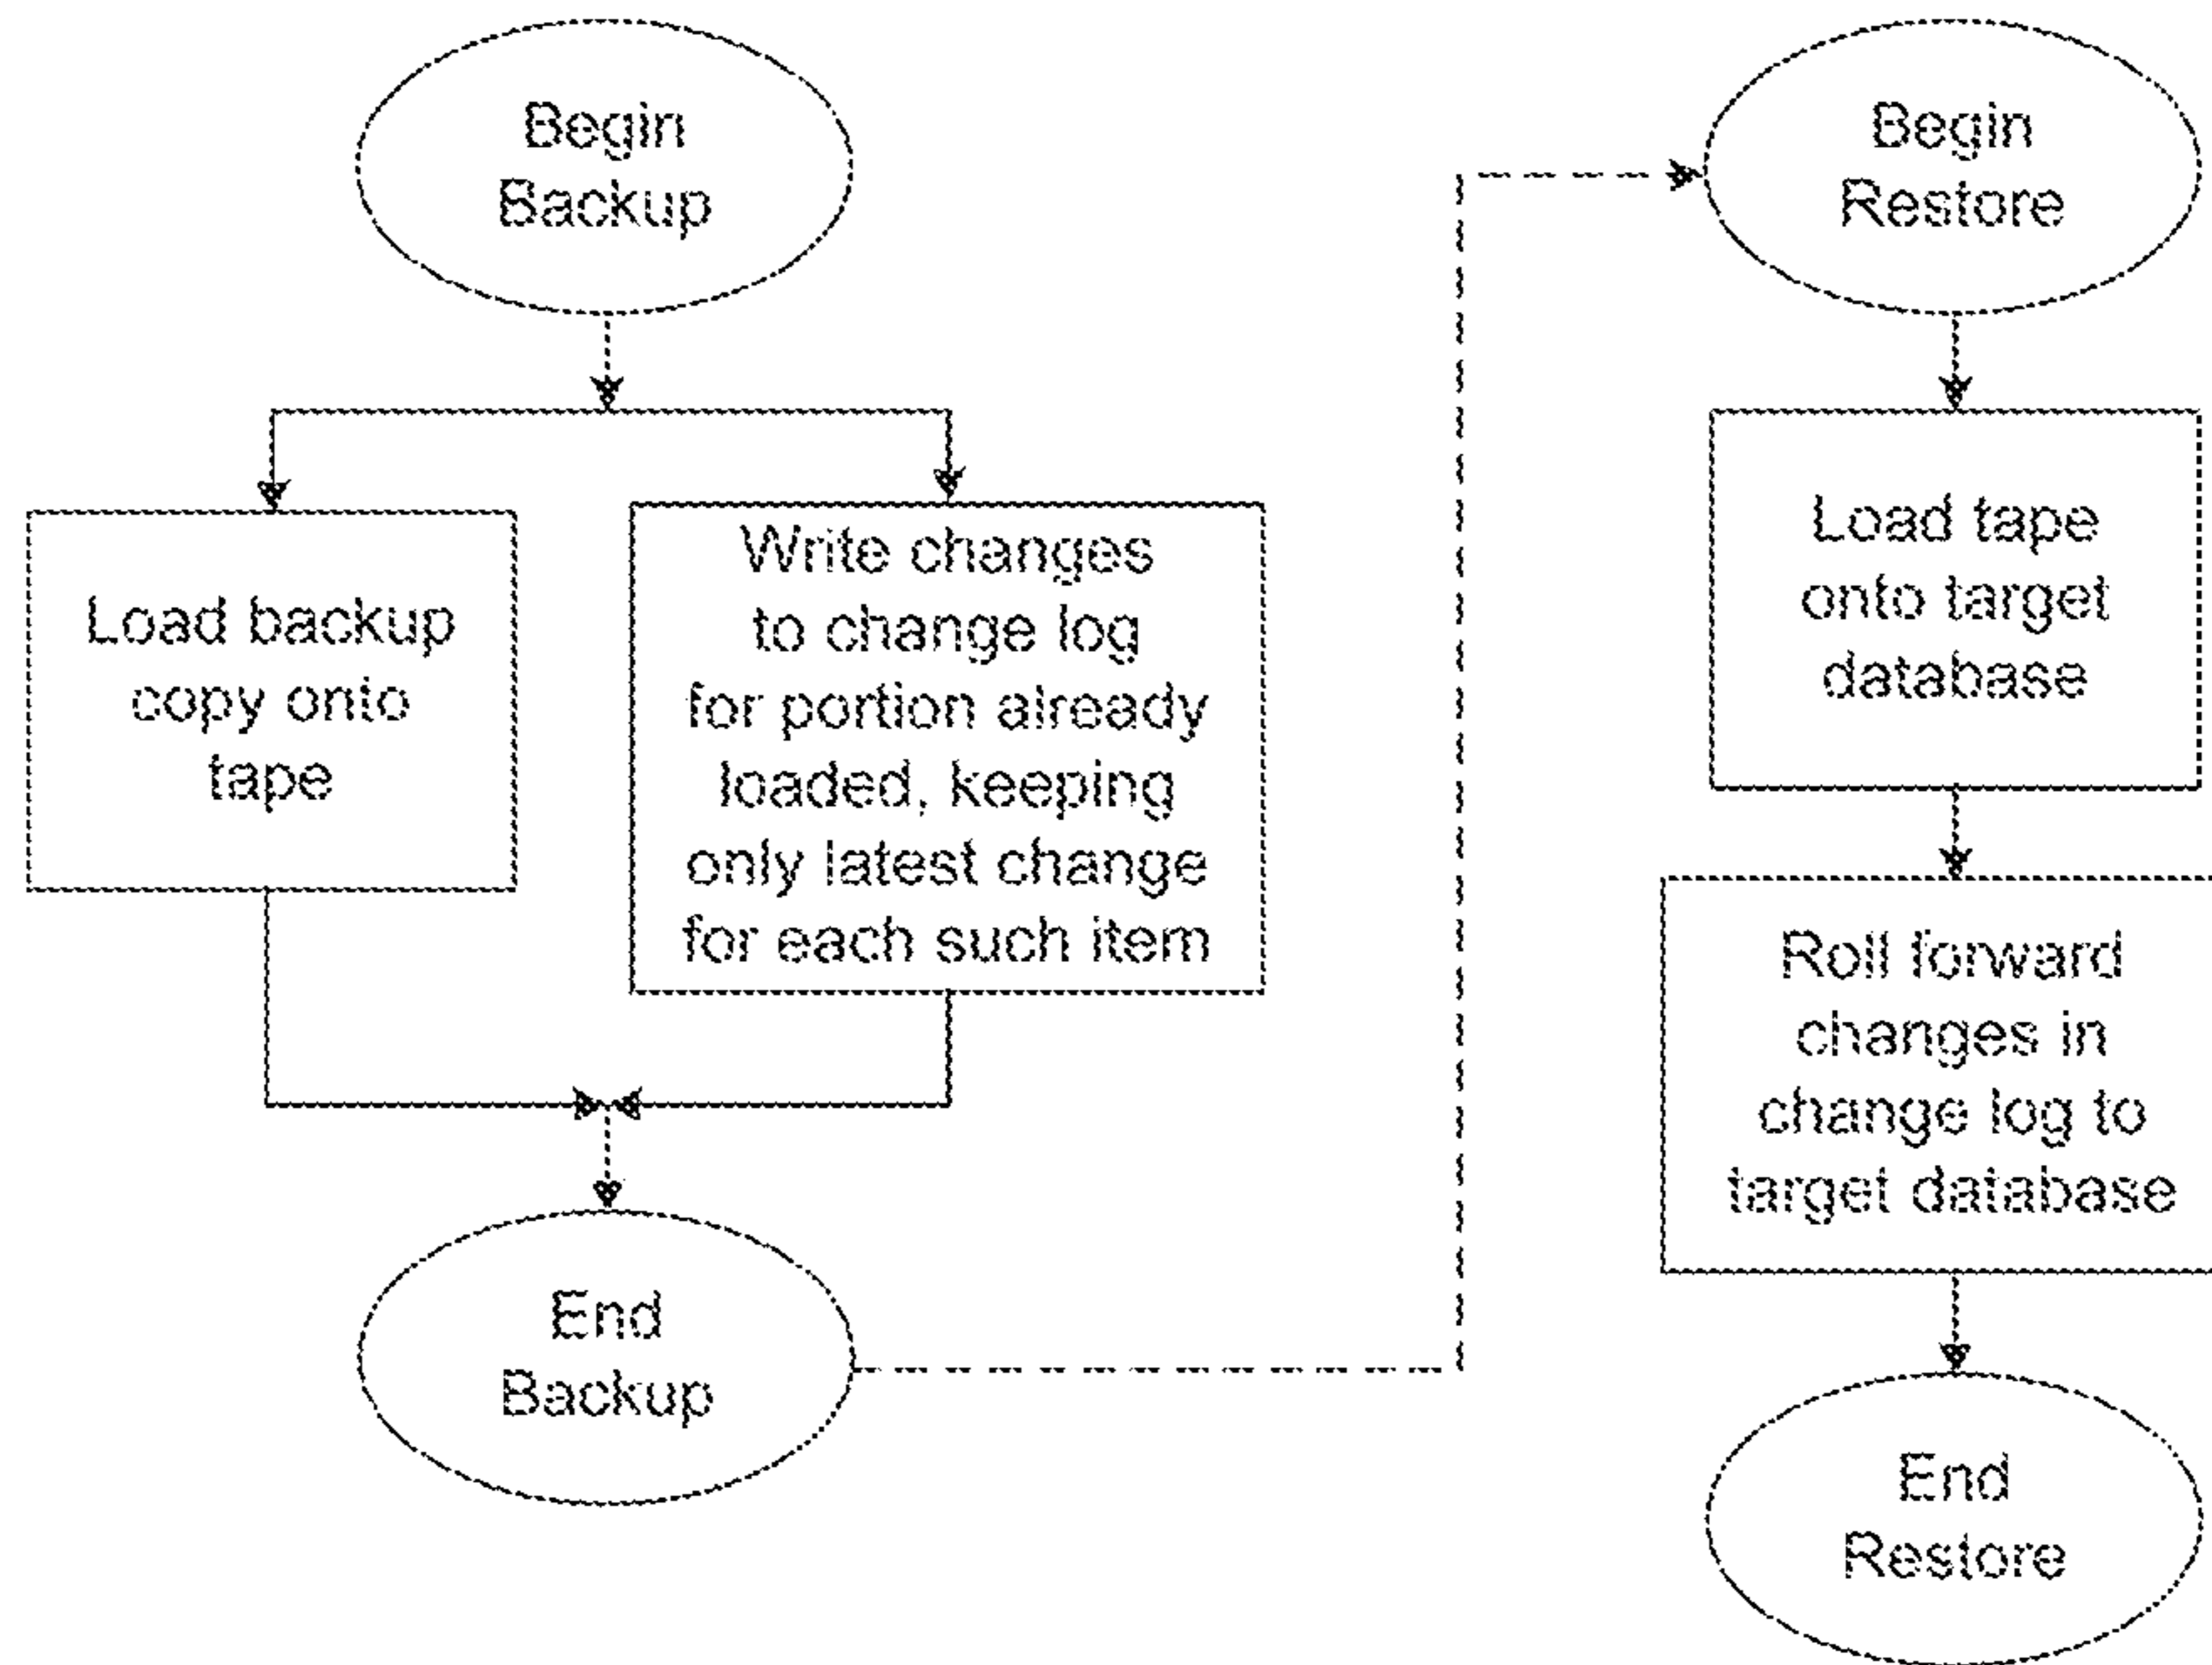 Begin
Backup
Load backup
copy onto
tape
Write changes
to change log
for portion already
loaded, keeping
only latest change
for each such item
End
Backup
Begin
Restore
Load tape
onto target
database
Roll forward
changes in
change log to
target database
End
Restore